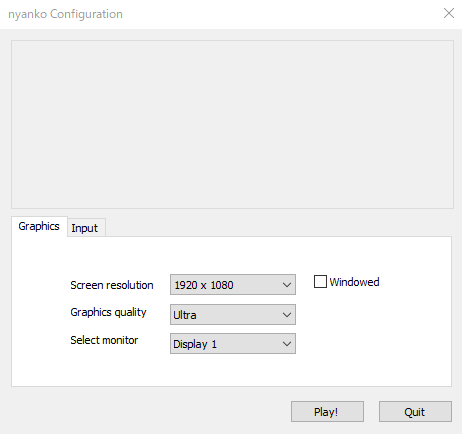 nyanko Configuration
Graphics Input
Screen resolution 1920 x 1080 Windowed
Graphics quality Ultra
Select monitor Display 1
Play! Quit